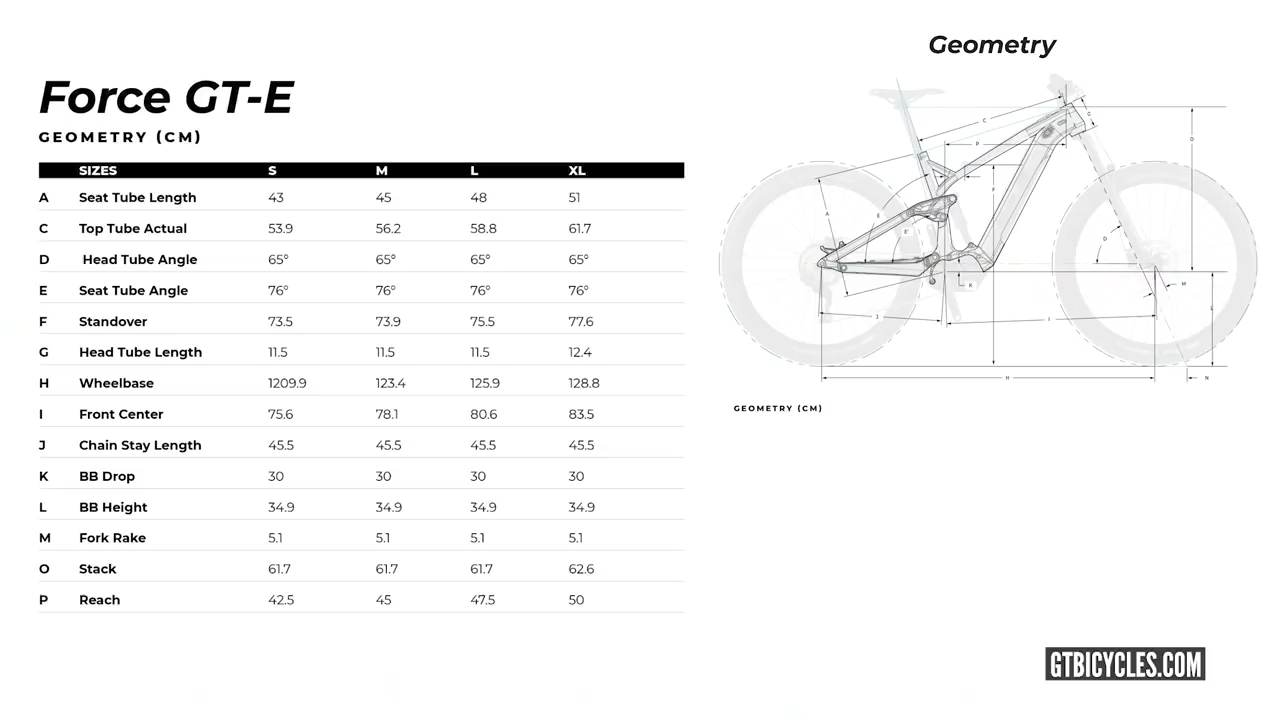 Geometry
Force GT-E
GEOMETRY (CM)
SIZES S M L XL
A Seat Tube Length 43 45 48 51
C Top Tube Actual 53.9 56.2 58.8 61.7
D Head Tube Angle 65° 65° 65° 65°
E Seat Tube Angle 76° 76° 76° 76°
F Standover 73.5 73.9 75.5 77.6
G Head Tube Length 11.5 11.5 11.5 12.4
H Wheelbase 1209.9 123.4 125.9 128.8
I Front Center 75.6 78.1 80.6 83.5
J Chain Stay Length 45.5 45.5 45.5 45.5
K BB Drop 30 30 30 30
L BB Height 34.9 34.9 34.9 34.9
M Fork Rake 5.1 5.1 5.1 5.1
O Stack 61.7 61.7 61.7 62.6
P Reach 42.5 45 47.5 50
C
G
P
O
F
A
E
E'
D
K
M
J
I
H
N
GEOMETRY (CM)
GTBICYCLES.COM